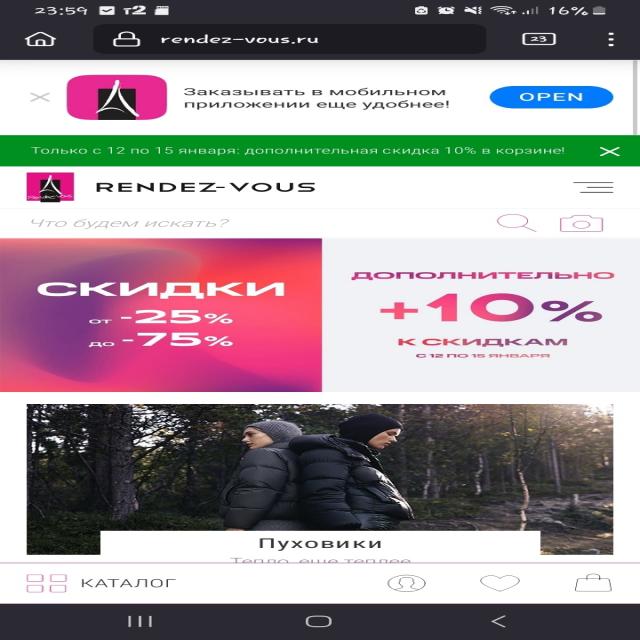 23:59 т2 16%
rendez-vous.ru 23
Заказывать в мобильном
приложении еще удобнее!
OPEN
Только с 12 по 15 января: дополнительная скидка 10% в корзине!
RENDEZ-VOUS
Что будем искать?
СКИДКИ
от -25%
до -75%
ДОПОЛНИТЕЛЬНО
+10%
К СКИДКАМ
С 12 ПО 15 ЯНВАРЯ
Пуховики
Тепло, еще теплее
КАТАЛОГ